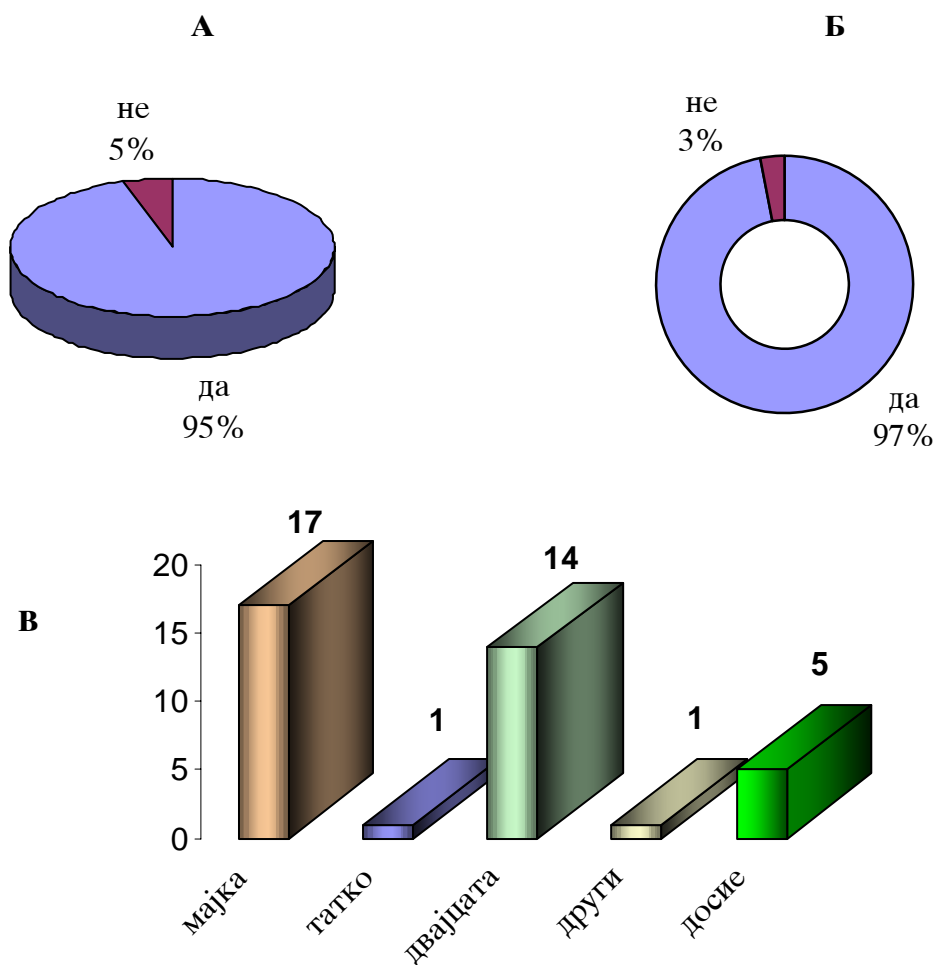 А
Б
не
5%
да
95%
не
3%
да
97%
В
20
15
10
5
0
17
1
14
1
5
мајка
татко
двајцата
други
досие